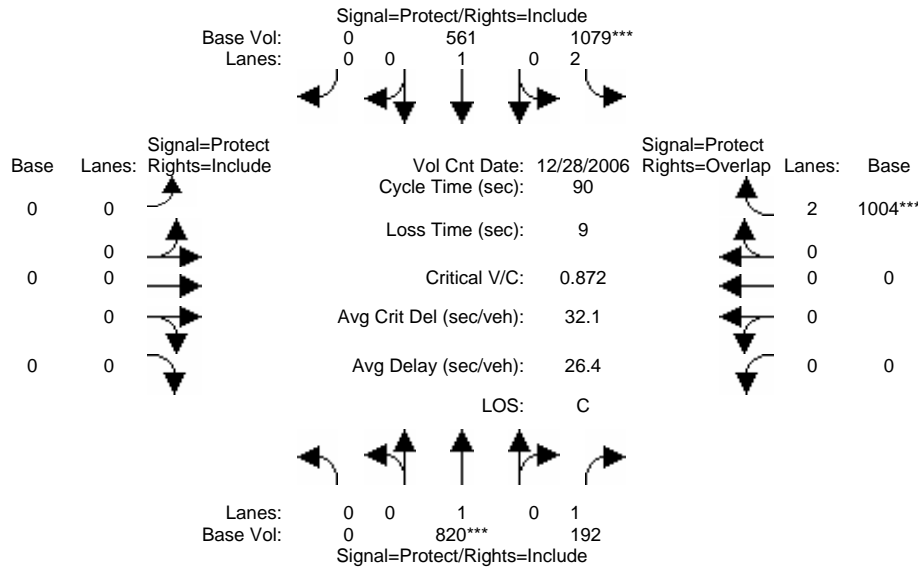 Signal=Protect/Rights=Include
Base Vol: 0 561 1079***
Lanes: 0 0 1 0 2
Signal=Protect Signal=Protect
Base Lanes: Rights=Include Vol Cnt Date: 12/28/2006 Rights=Overlap Lanes: Base
Cycle Time (sec): 90
0 0 2 1004***
Loss Time (sec): 9
0 0
0 0 Critical V/C: 0.872 0 0
0 Avg Crit Del (sec/veh): 32.1 0
0 0 Avg Delay (sec/veh): 26.4 0 0
LOS: C
Lanes: 0 0 1 0 1
Base Vol: 0 820*** 192
Signal=Protect/Rights=Include